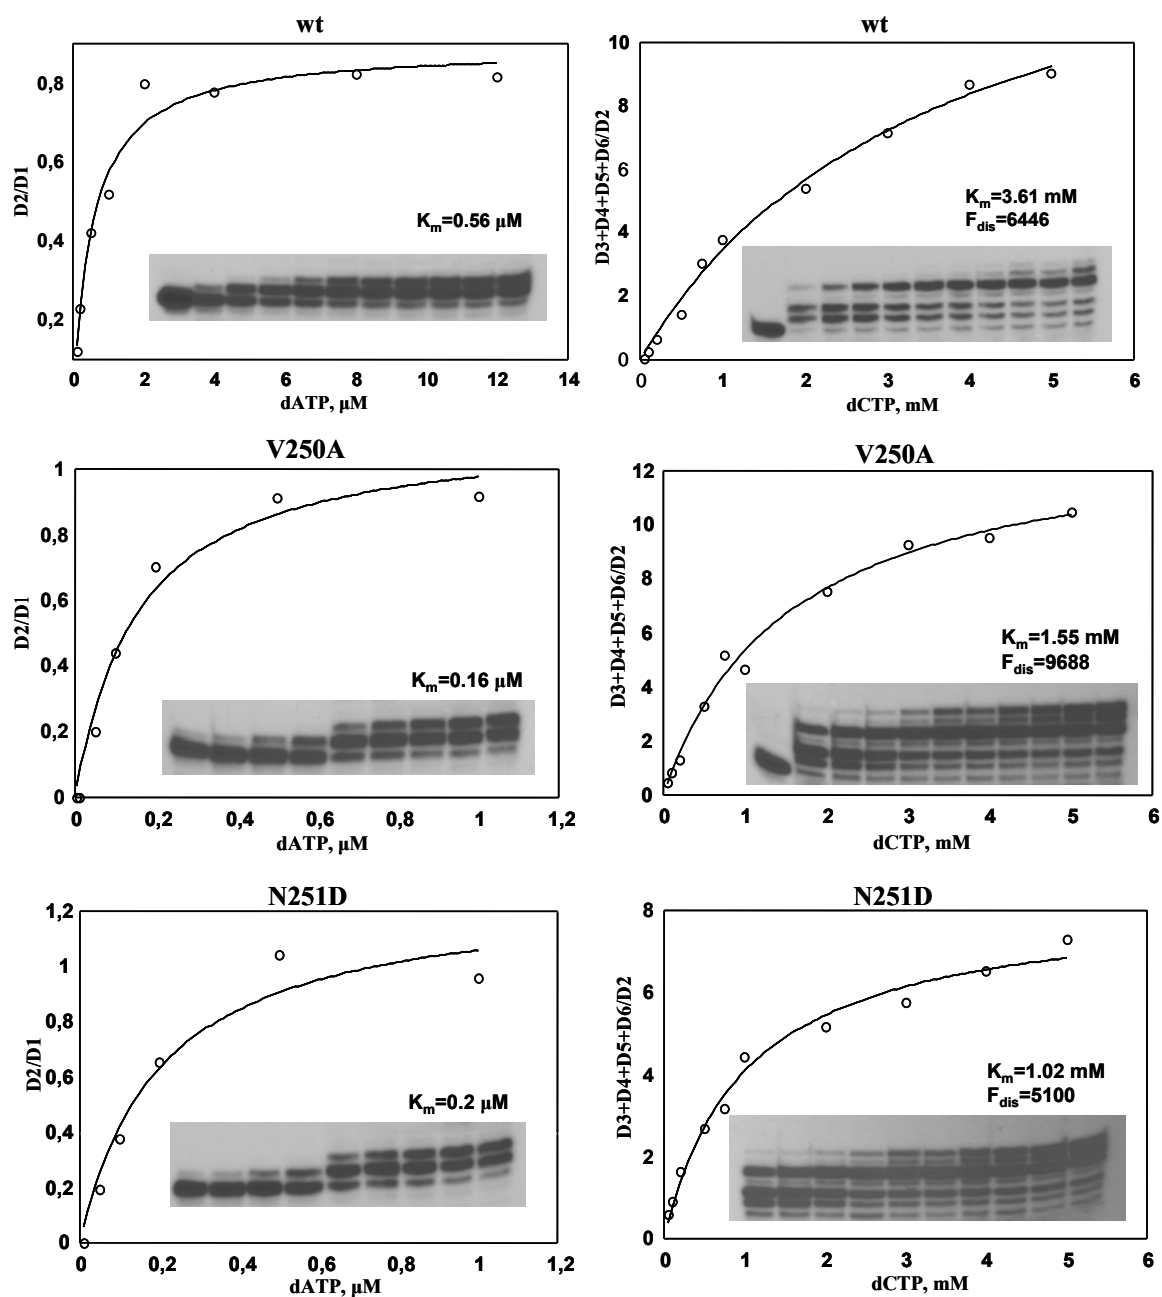 wt
D2/D1
0,8
0,6
0,4
0,2
K_m=0.56 μM
0 2 4 6 8 10 12 14
dATP, μM
wt
D3+D4+D5+D6/D2
10
8
6
4
2
0
K_m=3.61 mM
F_dis=6446
0 1 2 3 4 5 6
dCTP, mM
V250A
D2/D1
1
0,8
0,6
0,4
0,2
0
K_m=0.16 μM
0,2 0,4 0,6 0,8 1 1,2
dATP, μM
V250A
D3+D4+D5+D6/D2
12
10
8
6
4
2
0
K_m=1.55 mM
F_dis=9688
0 1 2 3 4 5 6
dCTP, mM
N251D
D2/D1
1,2
1
0,8
0,6
0,4
0,2
0
K_m=0.2 μM
0 0,2 0,4 0,6 0,8 1 1,2
dATP, μM
N251D
D3+D4+D5+D6/D2
8
6
4
2
0
K_m=1.02 mM
F_dis=5100
0 1 2 3 4 5 6
dCTP, mM